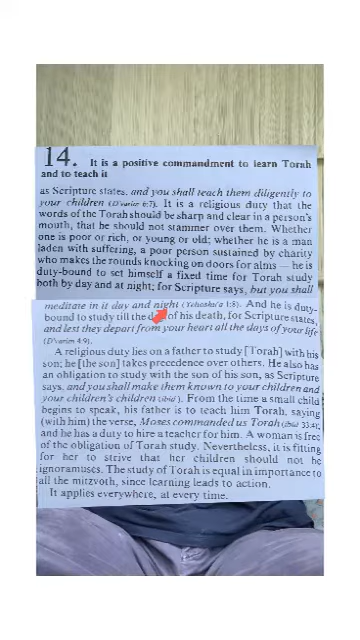 14. It is a positive commandment to learn Torah
and to teach it
as Scripture states, and you shall teach them diligently to
your children (D'varim 6:7). It is a religious duty that the
words of the Torah should be sharp and clear in a person's
mouth, that he should not stammer over them. Whether
one is poor or rich, or young or old; whether he is a man
laden with suffering, a poor person sustained by charity
who makes the rounds knocking on doors for alms — he is
duty-bound to set himself a fixed time for Torah study
both by day and at night; for Scripture says, but you shall
meditate in it day and night (Yehoshu'a 1:8). And he is duty-
bound to study till the day of his death, for Scripture states,
and lest they depart from your heart all the days of your life
(D'varim 4:9).
A religious duty lies on a father to study [Torah] with his
son; he [the son] takes precedence over others. He also has
an obligation to study with the son of his son, as Scripture
says, and you shall make them known to your children and
your children's children (ibid). From the time a small child
begins to speak, his father is to teach him Torah, saying
(with him) the verse, Moses commanded us Torah (ibid 33:4);
and he has a duty to hire a teacher for him. A woman is free
of the obligation of Torah study. Nevertheless, it is fitting
for her to strive that her children should not be
ignoramuses. The study of Torah is equal in importance to
all the mitzvoth, since learning leads to action.
It applies everywhere, at every time.